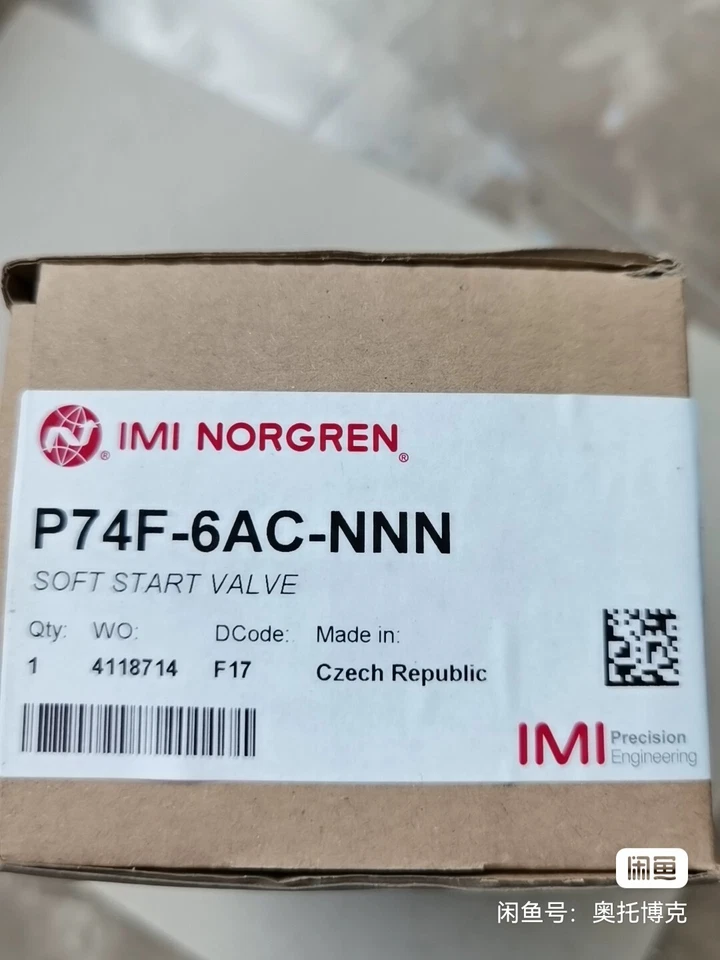 IMI NORGREN®
P74F-6AC-NNN
SOFT START VALVE
Qty: WO: DCode: Made in:
1 4118714 F17 Czech Republic
IMI Precision
Engineering
闲鱼
闲鱼号：奥托博克